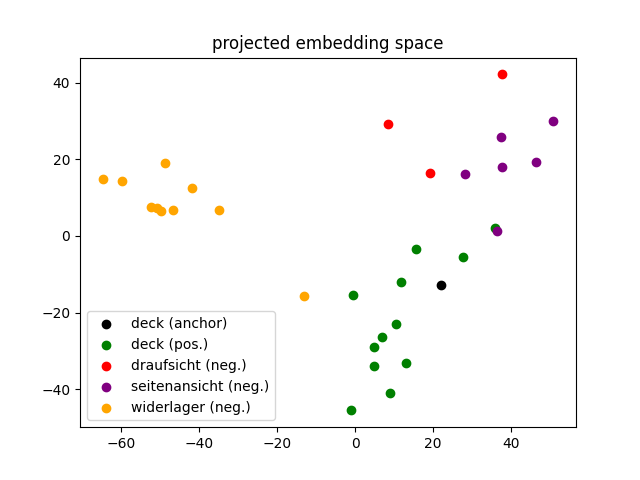 projected embedding space
40
20
0
−20
−40
deck (anchor)
deck (pos.)
draufsicht (neg.)
seitenansicht (neg.)
widerlager (neg.)
−60 −40 −20 0 20 40